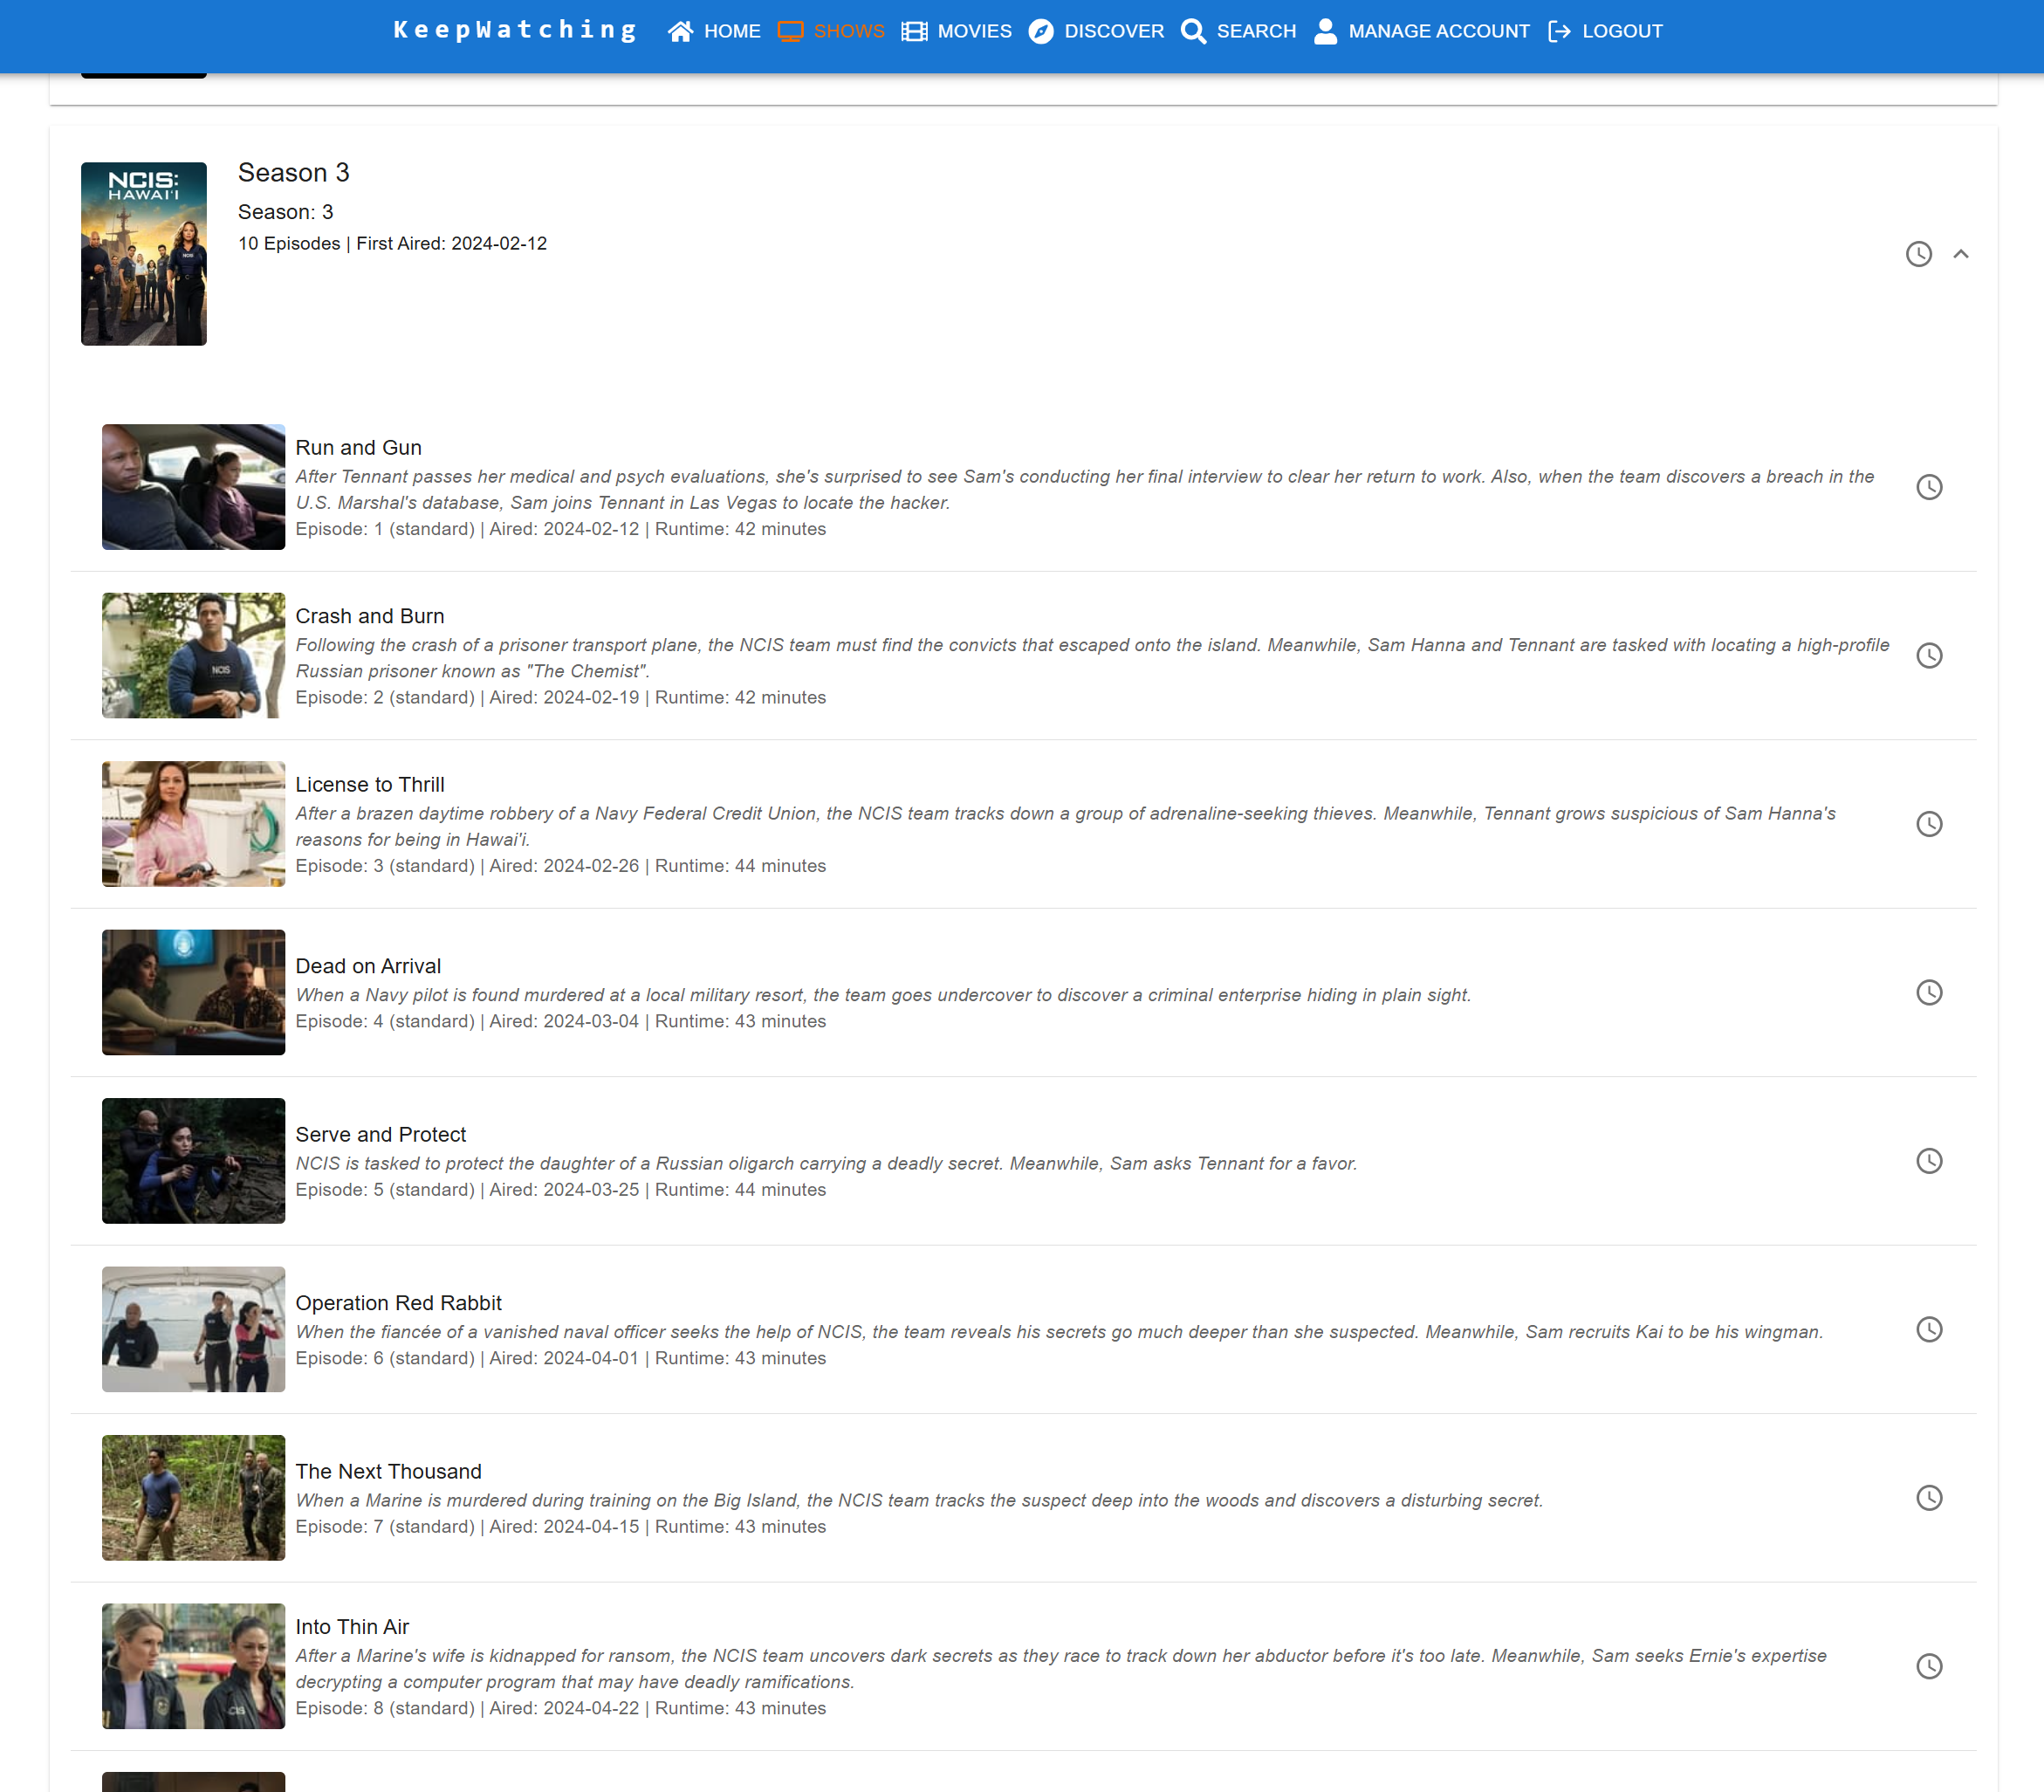 KeepWatching HOME SHOWS MOVIES DISCOVER SEARCH MANAGE ACCOUNT LOGOUT
NCIS:
HAWAI'I
Season 3
Season: 3
10 Episodes | First Aired: 2024-02-12
Run and Gun
After Tennant passes her medical and psych evaluations, she's surprised to see Sam's conducting her final interview to clear her return to work. Also, when the team discovers a breach in the
U.S. Marshal's database, Sam joins Tennant in Las Vegas to locate the hacker.
Episode: 1 (standard) | Aired: 2024-02-12 | Runtime: 42 minutes
NCIS
Crash and Burn
Following the crash of a prisoner transport plane, the NCIS team must find the convicts that escaped onto the island. Meanwhile, Sam Hanna and Tennant are tasked with locating a high-profile
Russian prisoner known as "The Chemist".
Episode: 2 (standard) | Aired: 2024-02-19 | Runtime: 42 minutes
License to Thrill
After a brazen daytime robbery of a Navy Federal Credit Union, the NCIS team tracks down a group of adrenaline-seeking thieves. Meanwhile, Tennant grows suspicious of Sam Hanna's
reasons for being in Hawai'i.
Episode: 3 (standard) | Aired: 2024-02-26 | Runtime: 44 minutes
Dead on Arrival
When a Navy pilot is found murdered at a local military resort, the team goes undercover to discover a criminal enterprise hiding in plain sight.
Episode: 4 (standard) | Aired: 2024-03-04 | Runtime: 43 minutes
Serve and Protect
NCIS is tasked to protect the daughter of a Russian oligarch carrying a deadly secret. Meanwhile, Sam asks Tennant for a favor.
Episode: 5 (standard) | Aired: 2024-03-25 | Runtime: 44 minutes
Operation Red Rabbit
When the fiancée of a vanished naval officer seeks the help of NCIS, the team reveals his secrets go much deeper than she suspected. Meanwhile, Sam recruits Kai to be his wingman.
Episode: 6 (standard) | Aired: 2024-04-01 | Runtime: 43 minutes
The Next Thousand
When a Marine is murdered during training on the Big Island, the NCIS team tracks the suspect deep into the woods and discovers a disturbing secret.
Episode: 7 (standard) | Aired: 2024-04-15 | Runtime: 43 minutes
Into Thin Air
After a Marine's wife is kidnapped for ransom, the NCIS team uncovers dark secrets as they race to track down her abductor before it's too late. Meanwhile, Sam seeks Ernie's expertise
decrypting a computer program that may have deadly ramifications.
Episode: 8 (standard) | Aired: 2024-04-22 | Runtime: 43 minutes